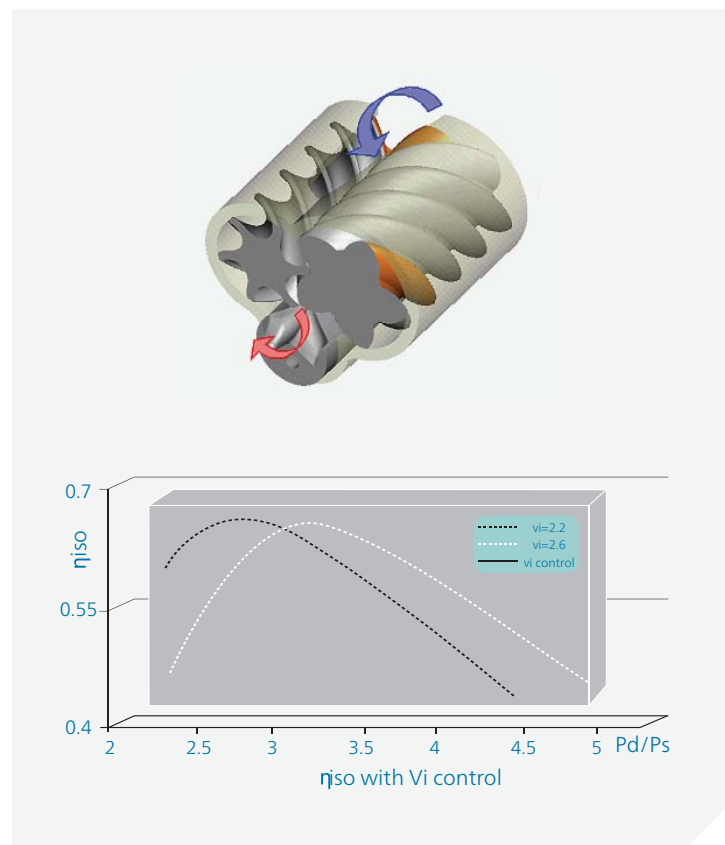 0.7
ηiso
0.55
0.4
vi=2.2
vi=2.6
vi control
2 2.5 3 3.5 4 4.5 5 Pd/Ps
ηiso with Vi control